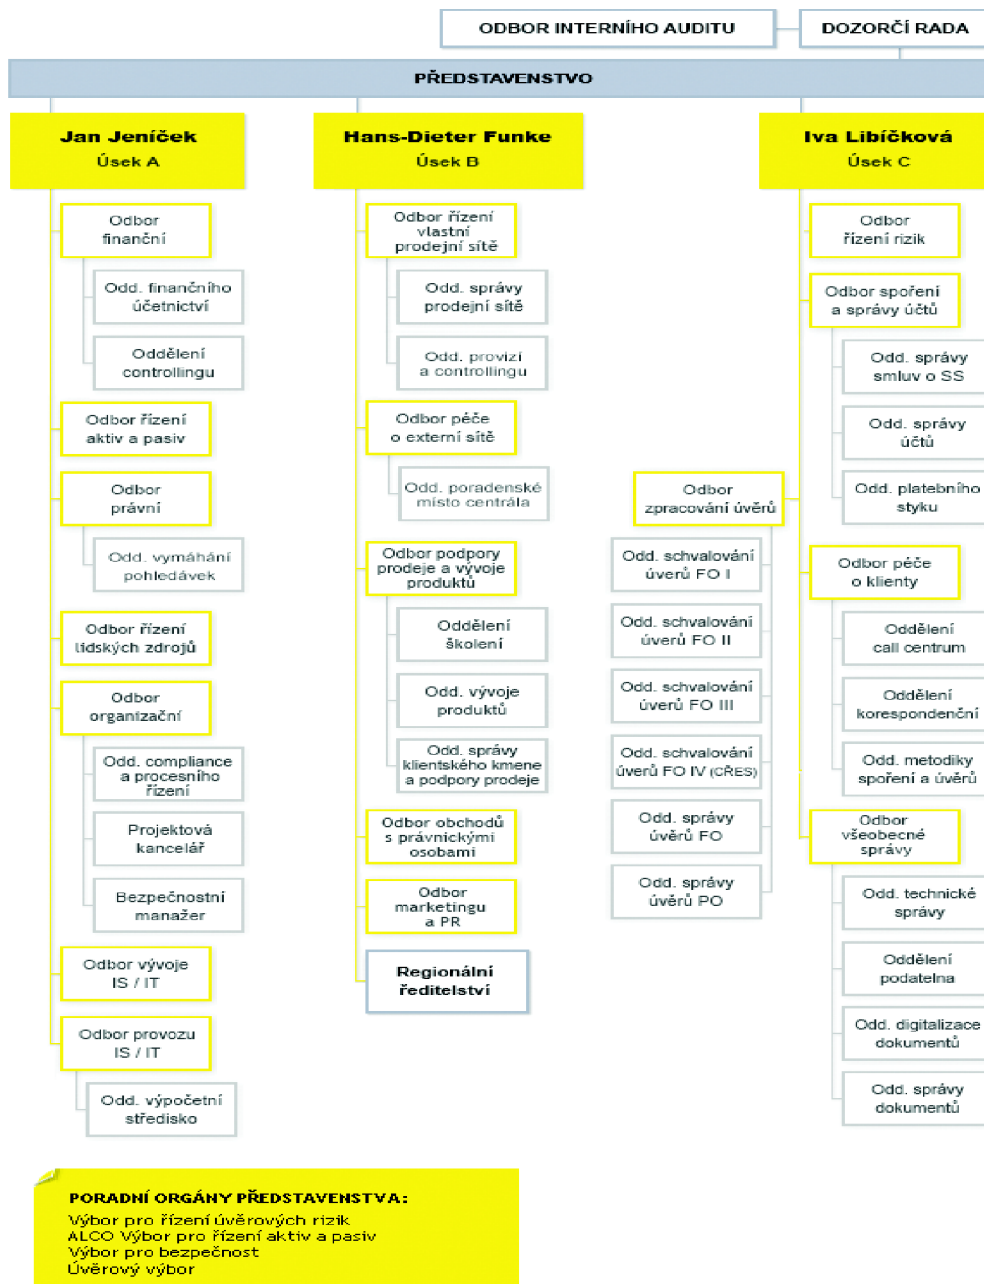 ODBOR INTERNÍHO AUDITU
DOZORČÍ RADA
PŘEDSTAVENSTVO
Jan Jeníček
Úsek A
Odbor
finanční
Odd. finančního
účetnictví
Oddělení
controllingu
Odbor řízení
aktiv a pasiv
Odbor
právní
Odd. vymáhání
pohledávek
Odbor řízení
lidských zdrojů
Odbor
organizační
Odd. compliance
a procesního
řízení
Projektová
kancelář
Bezpečnostní
manažer
Odbor vývoje
IS / IT
Odbor provozu
IS / IT
Odd. výpočetní
středisko
Hans-Dieter Funke
Úsek B
Odbor řízení
vlastní
prodejní sítě
Odd. správy
prodejní sítě
Odd. provizí
a controllingu
Odbor péče
o externí sítě
Odd. poradenské
místo centrála
Odbor podpory
prodeje a vývoje
produktů
Oddělení
školení
Odd. vývoje
produktů
Odd. správy
klientského kmene
a podpory prodeje
Odbor obchodů
s právnickými
osobami
Odbor
marketingu
a PR
Regionální
ředitelství
Iva Libíčková
Úsek C
Odbor
řízení rizik
Odbor spoření
a správy účtů
Odd. správy
smluv o SS
Odd. správy
účtů
Odd. platebního
styku
Odbor
zpracování úvěrů
Odd. schvalování
úverů FO I
Odd. schvalování
úverů FO II
Odd. schvalování
úverů FO III
Odd. schvalování
úverů FO IV (CŘES)
Odd. správy
úvěrů FO
Odd. správy
úvěrů PO
Odbor péče
o klienty
Oddělení
call centrum
Oddělení
korespondenční
Odd. metodiky
spoření a úvěrů
Odbor
všeobecné
správy
Odd. technické
správy
Oddělení
podatelna
Odd. digitalizace
dokumentů
Odd. správy
dokumentů
PORADNÍ ORGÁNY PŘEDSTAVENSTVA:
Výbor pro řízení úvěrových rizik
ALCO Výbor pro řízení aktiv a pasiv
Výbor pro bezpečnost
Úvěrový výbor